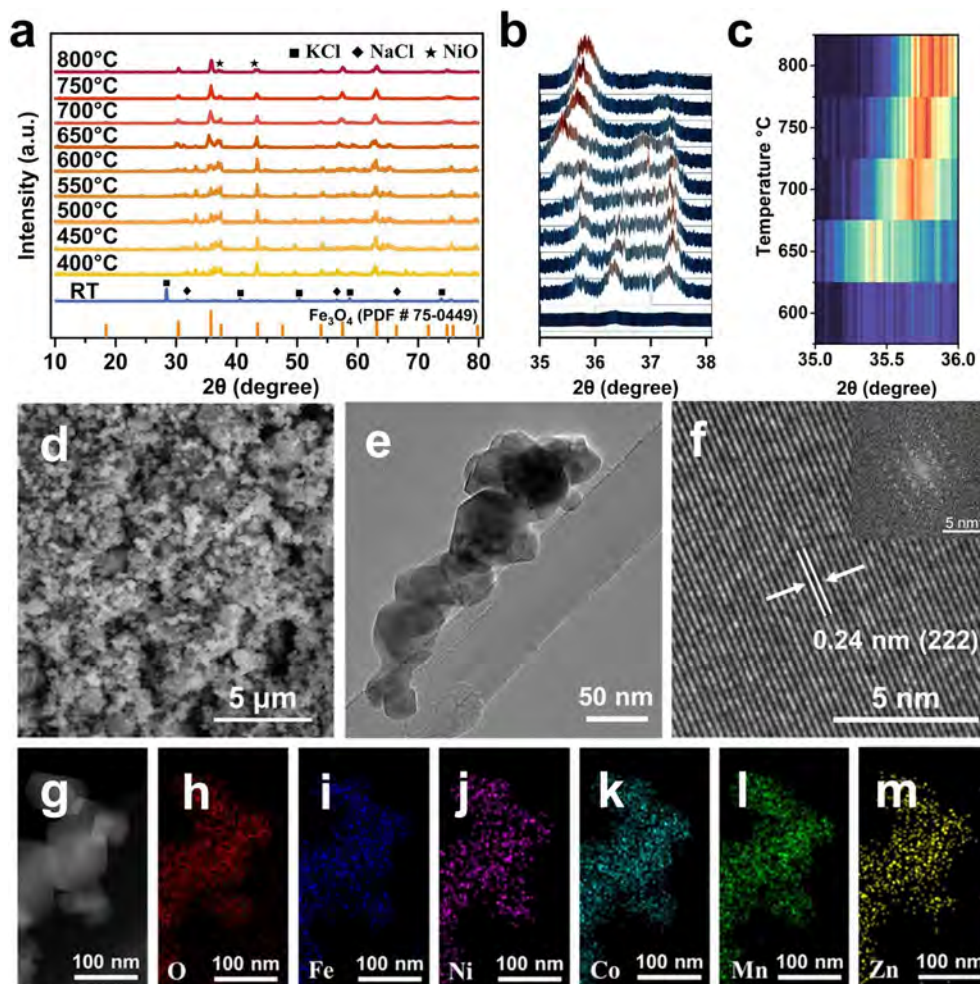 a
b
c
■ KCl ◆ NaCl ★ NiO
800°C
750°C
700°C
650°C
600°C
550°C
500°C
450°C
400°C
RT
Fe₃O₄ (PDF # 75-0449)
Intensity (a.u.)
10 20 30 40 50 60 70 80
2θ (degree)
35 36 37 38
2θ (degree)
Temperature °C
800
750
700
650
600
35.0 35.5 36.0
2θ (degree)
d
5 μm
e
50 nm
f
5 nm
0.24 nm (222)
5 nm
g
100 nm
h
O
100 nm
i
Fe
100 nm
j
Ni
100 nm
k
Co
100 nm
l
Mn
100 nm
m
Zn
100 nm